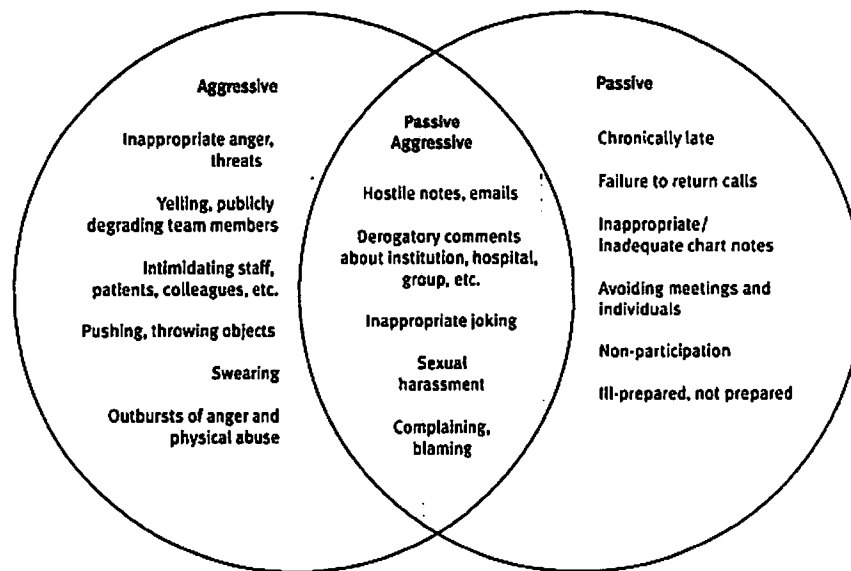 Aggressive
Inappropriate anger,
threats
Yelling, publicly
degrading team members
Intimidating staff,
patients, colleagues, etc.
Pushing, throwing objects
Swearing
Outbursts of anger and
physical abuse
Passive
Aggressive
Hostile notes, emails
Derogatory comments
about institution, hospital,
group, etc.
Inappropriate joking
Sexual
harassment
Complaining,
blaming
Passive
Chronically late
Failure to return calls
Inappropriate/
Inadequate chart notes
Avoiding meetings and
individuals
Non-participation
Ill-prepared, not prepared